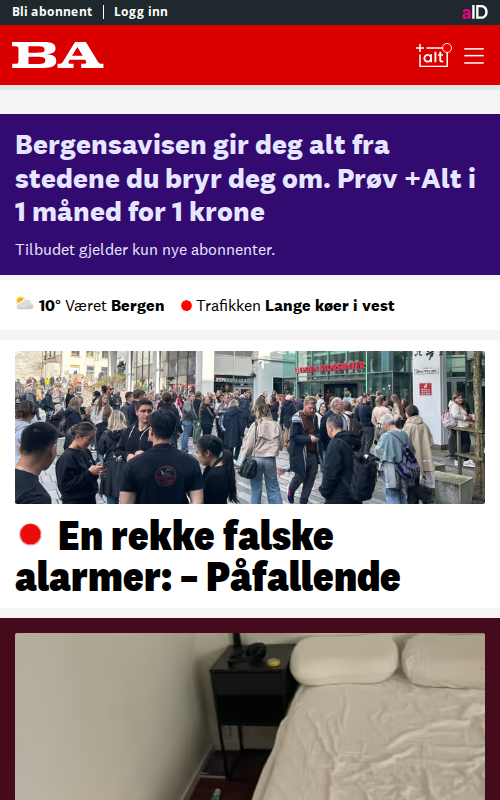 Bli abonnent | Logg inn
aID
BA
+alt
Bergensavisen gir deg alt fra
stedene du bryr deg om. Prøv +Alt i
1 måned for 1 krone
Tilbudet gjelder kun nye abonnenter.
10° Været Bergen Trafikken Lange køer i vest
En rekke falske
alarmer: – Påfallende